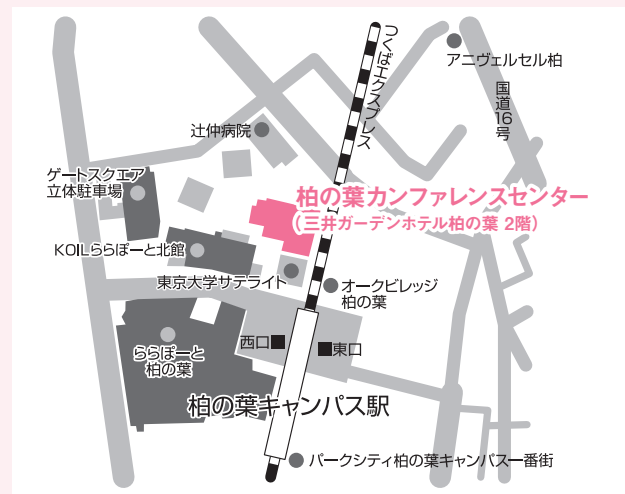 アニヴェルセル柏
つくばエクスプレス
国道16号
辻仲病院
ゲートスクエア
立体駐車場
柏の葉カンファレンスセンター
（三井ガーデンホテル柏の葉 2階）
KOILららぽーと北館
東京大学サテライト
オークビレッジ
柏の葉
西口
東口
ららぽーと
柏の葉
柏の葉キャンパス駅
パークシティ柏の葉キャンパス一番街